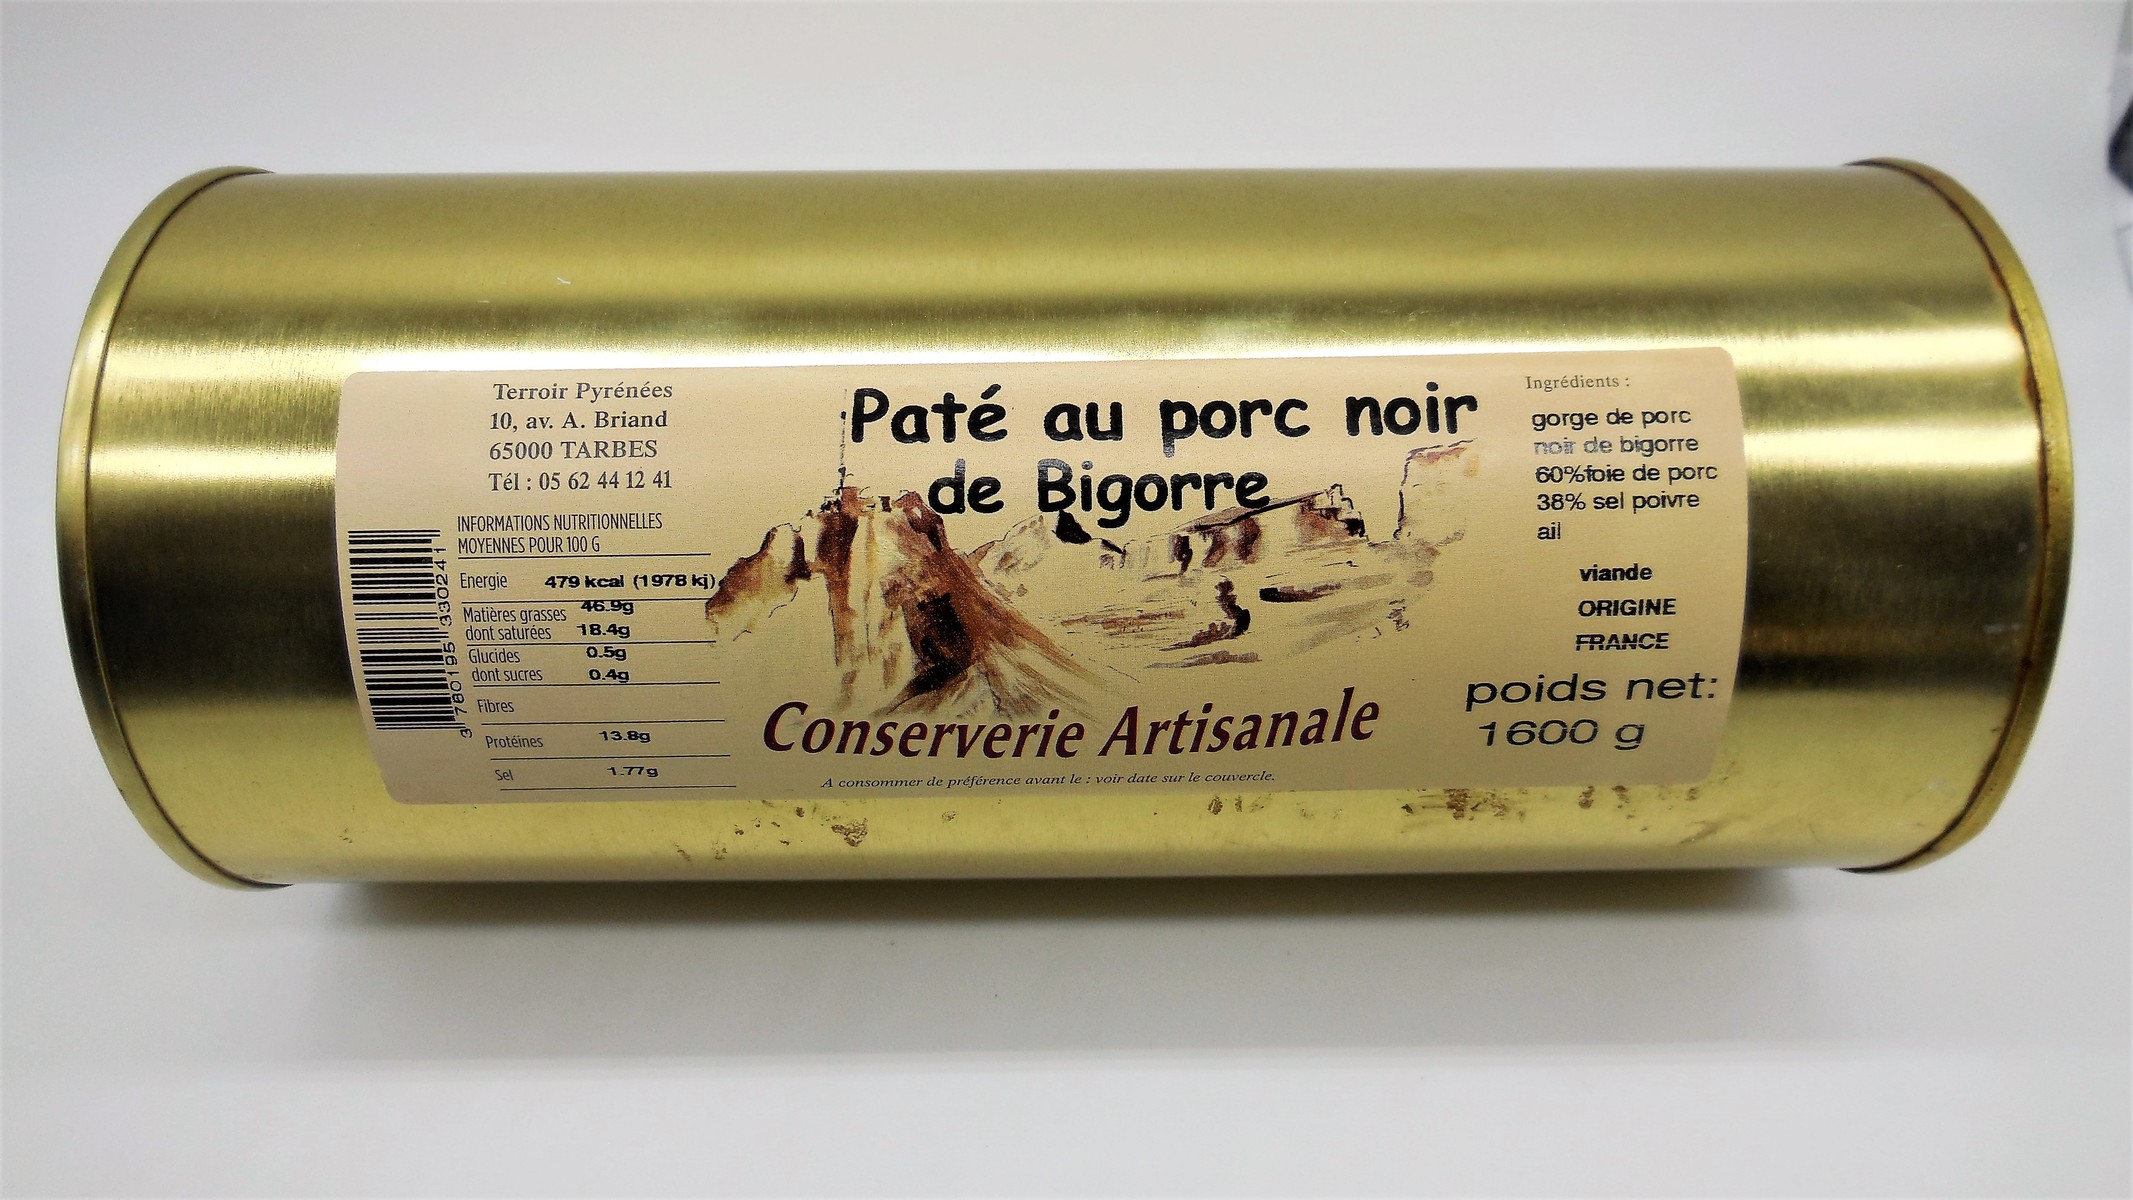 Terroir Pyrénées
10, av. A. Briand
65000 TARBES
Tél : 05 62 44 12 41
INFORMATIONS NUTRITIONNELLES
MOYENNES POUR 100 G
Energie 479 kcal (1978 kj)
Matières grasses 46.9g
dont saturées 18.4g
Glucides 0.5g
dont sucres 0.4g
Fibres
Protéines 13.8g
Sel 1.77g
3 760195 330241
Paté au porc noir
de Bigorre
Conserverie Artisanale
A consommer de préférence avant le : voir date sur le couvercle.
Ingrédients :
gorge de porc
noir de bigorre
60%foie de porc
38% sel poivre
ail
viande
ORIGINE
FRANCE
poids net:
1600 g